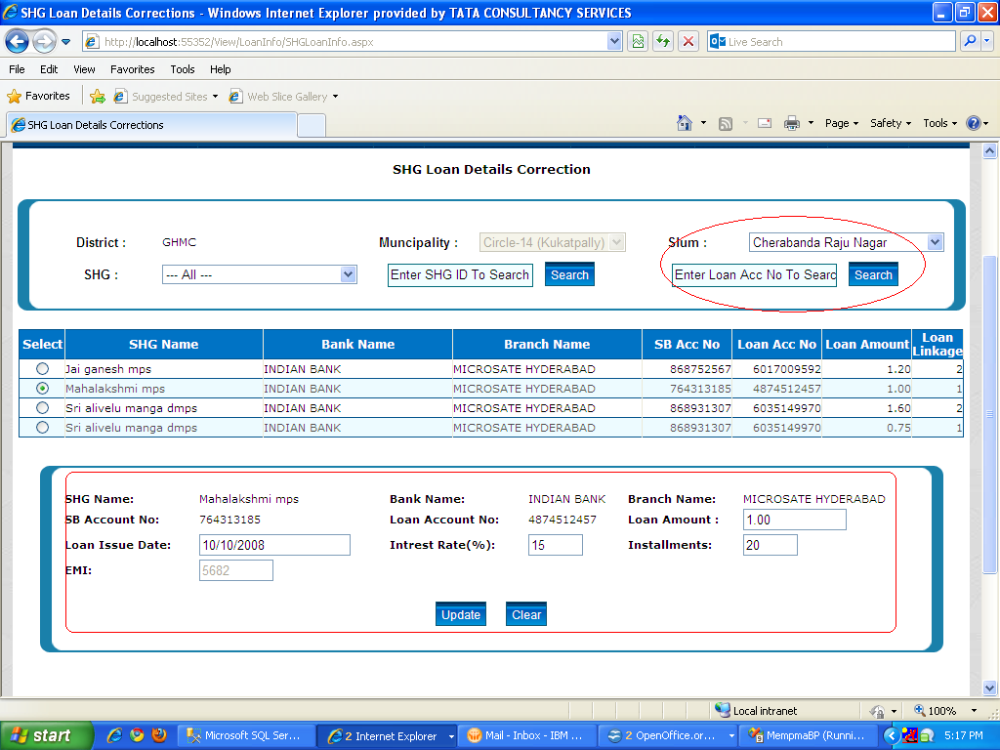 SHG Loan Details Corrections - Windows Internet Explorer provided by TATA CONSULTANCY SERVICES
http://localhost:55352/View/LoanInfo/SHGLoanInfo.aspx Live Search
File Edit View Favorites Tools Help
Favorites Suggested Sites Web Slice Gallery
SHG Loan Details Corrections Page Safety Tools
SHG Loan Details Correction
District : GHMC Muncipality : Circle-14 (Kukatpally) Slum : Cherabanda Raju Nagar
SHG : --- All --- Enter SHG ID To Search Search Enter Loan Acc No To Searc Search
Select SHG Name Bank Name Branch Name SB Acc No Loan Acc No Loan Amount Loan Linkage
Jai ganesh mps INDIAN BANK MICROSATE HYDERABAD 868752567 6017009592 1.20 2
Mahalakshmi mps INDIAN BANK MICROSATE HYDERABAD 764313185 4874512457 1.00 1
Sri alivelu manga dmps INDIAN BANK MICROSATE HYDERABAD 868931307 6035149970 1.60 2
Sri alivelu manga dmps INDIAN BANK MICROSATE HYDERABAD 868931307 6035149970 0.75 1
SHG Name: Mahalakshmi mps Bank Name: INDIAN BANK Branch Name: MICROSATE HYDERABAD
SB Account No: 764313185 Loan Account No: 4874512457 Loan Amount : 1.00
Loan Issue Date: 10/10/2008 Intrest Rate(%): 15 Installments: 20
EMI: 5682
Update Clear
Local intranet 100%
start Microsoft SQL Ser... 2 Internet Explorer Mail - Inbox - IBM ... 2 OpenOffice.or... MempmaBP (Runni... 5:17 PM